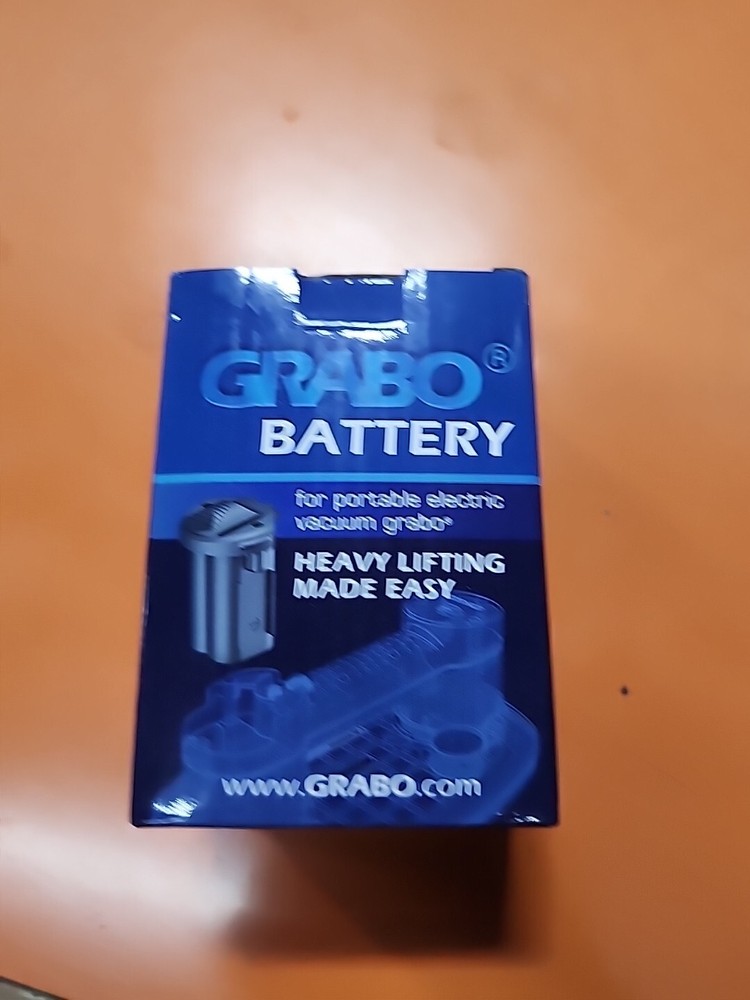 GRABO®
BATTERY
for portable electric
vacuum grabo®
HEAVY LIFTING
MADE EASY
www.GRABO.com